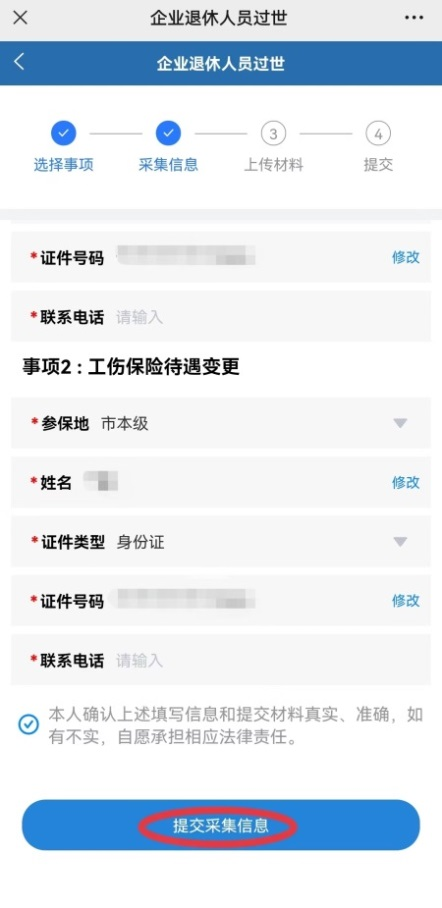 企业退休人员过世
企业退休人员过世
3
4
选择事项
采集信息
上传材料
提交
*证件号码
修改
*联系电话 请输入
事项2：工伤保险待遇变更
*参保地 市本级
*姓名
修改
*证件类型 身份证
*证件号码
修改
*联系电话 请输入
本人确认上述填写信息和提交材料真实、准确，如
有不实，自愿承担相应法律责任。
提交采集信息